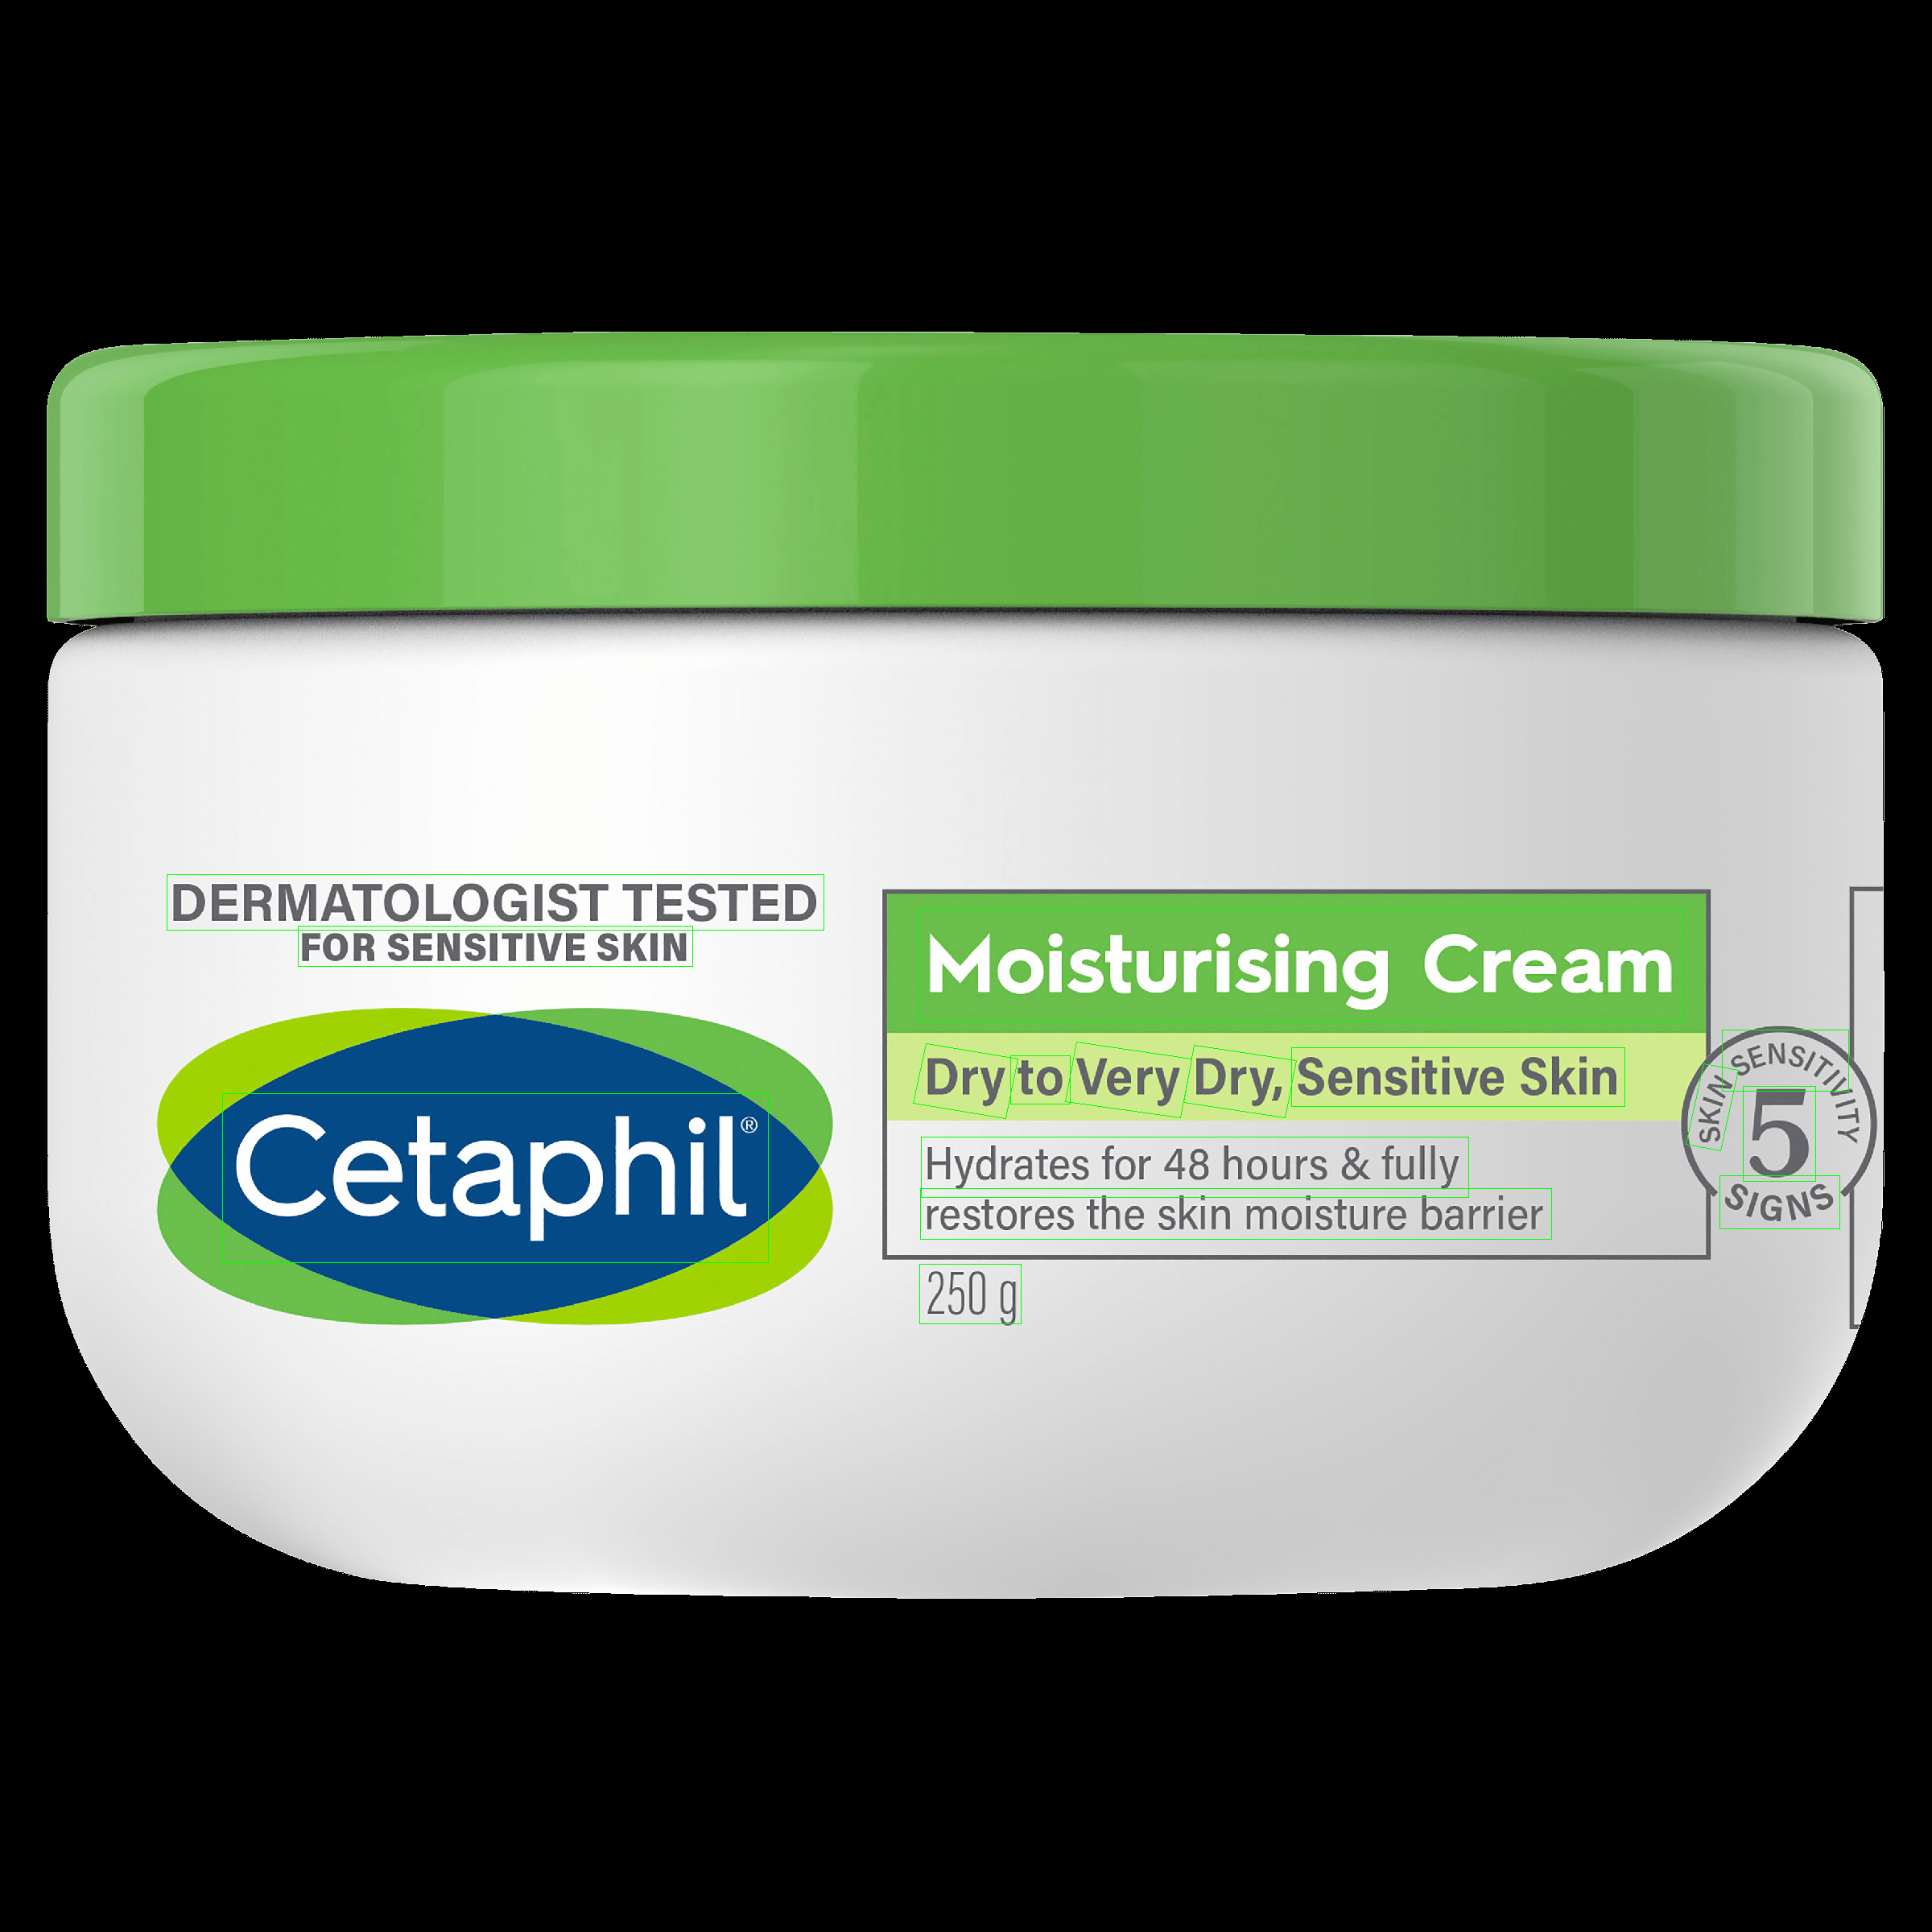 DERMATOLOGIST TESTED
FOR SENSITIVE SKIN
Cetaphil®
Moisturising Cream
Dry to Very Dry, Sensitive Skin
Hydrates for 48 hours & fully
restores the skin moisture barrier
250 g
SKIN SENSITIVITY
5
SIGNS